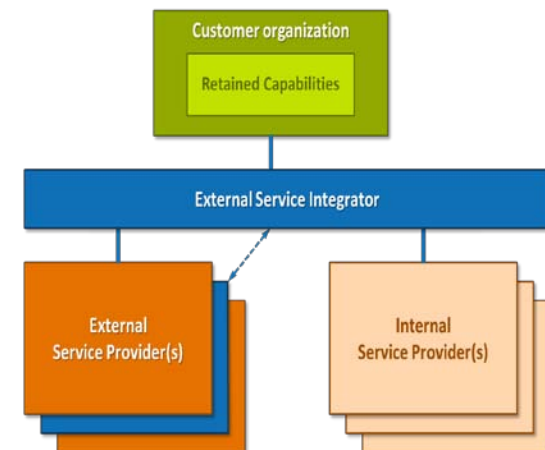 Customer organization
Retained Capabilities
External Service Integrator
External
Service Provider(s)
Internal
Service Provider(s)